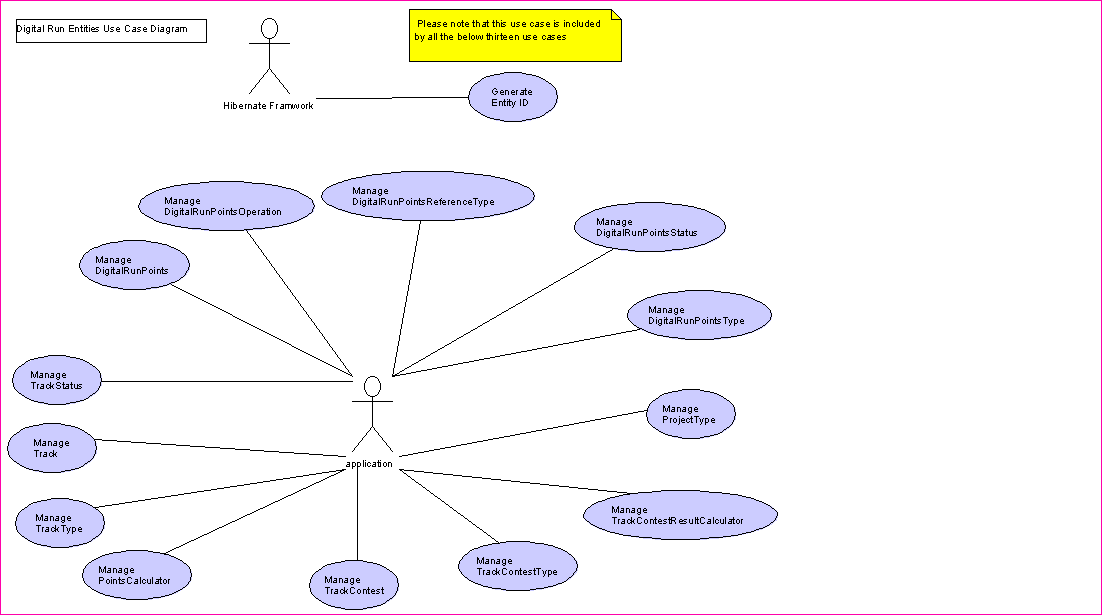 Digital Run Entities Use Case Diagram
Please note that this use case is included
by all the below thirteen use cases
Hibernate Framwork
Generate
Entity ID
Manage
DigitalRunPointsOperation
Manage
DigitalRunPointsReferenceType
Manage
DigitalRunPointsStatus
Manage
DigitalRunPoints
Manage
DigitalRunPointsType
Manage
TrackStatus
Manage
ProjectType
Manage
Track
application
Manage
TrackType
Manage
TrackContestResultCalculator
Manage
PointsCalculator
Manage
TrackContest
Manage
TrackContestType